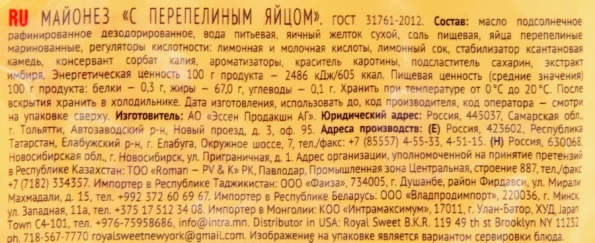 RU МАЙОНЕЗ «С ПЕРЕПЕЛИНЫМ ЯЙЦОМ». ГОСТ 31761-2012. Состав: масло подсолнечное
рафинированное дезодорированное, вода питьевая, яичный желток сухой, соль пищевая, яйца перепелиные
маринованные, регуляторы кислотности: лимонная и молочная кислоты, лимонный сок, стабилизатор ксантановая
камедь, консервант сорбат калия, ароматизаторы, краситель каротины, подсластитель сахарин, экстракт
имбиря. Энергетическая ценность 100 г продукта – 2486 кДж/605 ккал. Пищевая ценность (средние значения)
100 г продукта: белки – 0,3 г, жиры – 67,0 г, углеводы – 0,1 г. Хранить при температуре от 0°С до 20°С. После
вскрытия хранить в холодильнике. Дата изготовления, использовать до, код производителя, код оператора – смотри
на упаковке сверху. Изготовитель: АО «Эссен Продакшн АГ». Юридический адрес: Россия, 445037, Самарская обл.,
г. Тольятти, Автозаводский р-н, Новый проезд, д. 3, оф. 95. Адреса производств: (Е) Россия, 423602, Республика
Татарстан, Елабужский р-н, г. Елабуга, Окружное шоссе, 7, тел./факс: +7 (85557) 4-55-33, 4-51-15. (Н) Россия, 630068,
Новосибирская обл., г. Новосибирск, ул. Приграничная, д. 1. Адрес организации, уполномоченной на принятие претензий
в Республике Казахстан: ТОО «Roman – PV & K» РК, Павлодар, Промышленная зона Центральная, строение 887, тел./факс:
+7 (7182) 334357. Импортер в Республике Таджикистан: ООО «Фаиза», 734005, г. Душанбе, район Фирдавси, ул. Мирали
Махмадали, д. 15, тел. +992 372 60 69 67. Импортер в Республику Беларусь: ООО «Владпродимпорт», 220036, г. Минск,
ул. Западная, 11а, тел. +375 17 512 34 08. Импортер в Монголии: КОО «Интрамаксимум», 17011, г. Улан-Батор, ХУД, Japan
Town C4-101, тел. +976-75958686, info@intra.mn. Distributor in USA: Royal Sweet B.K.R. 119 49 th st Brooklyn NY 11232,
ph. 718-567-7770 royalsweetnewyork@gmail.com. Изображение на упаковке является вариантом сервировки блюда.